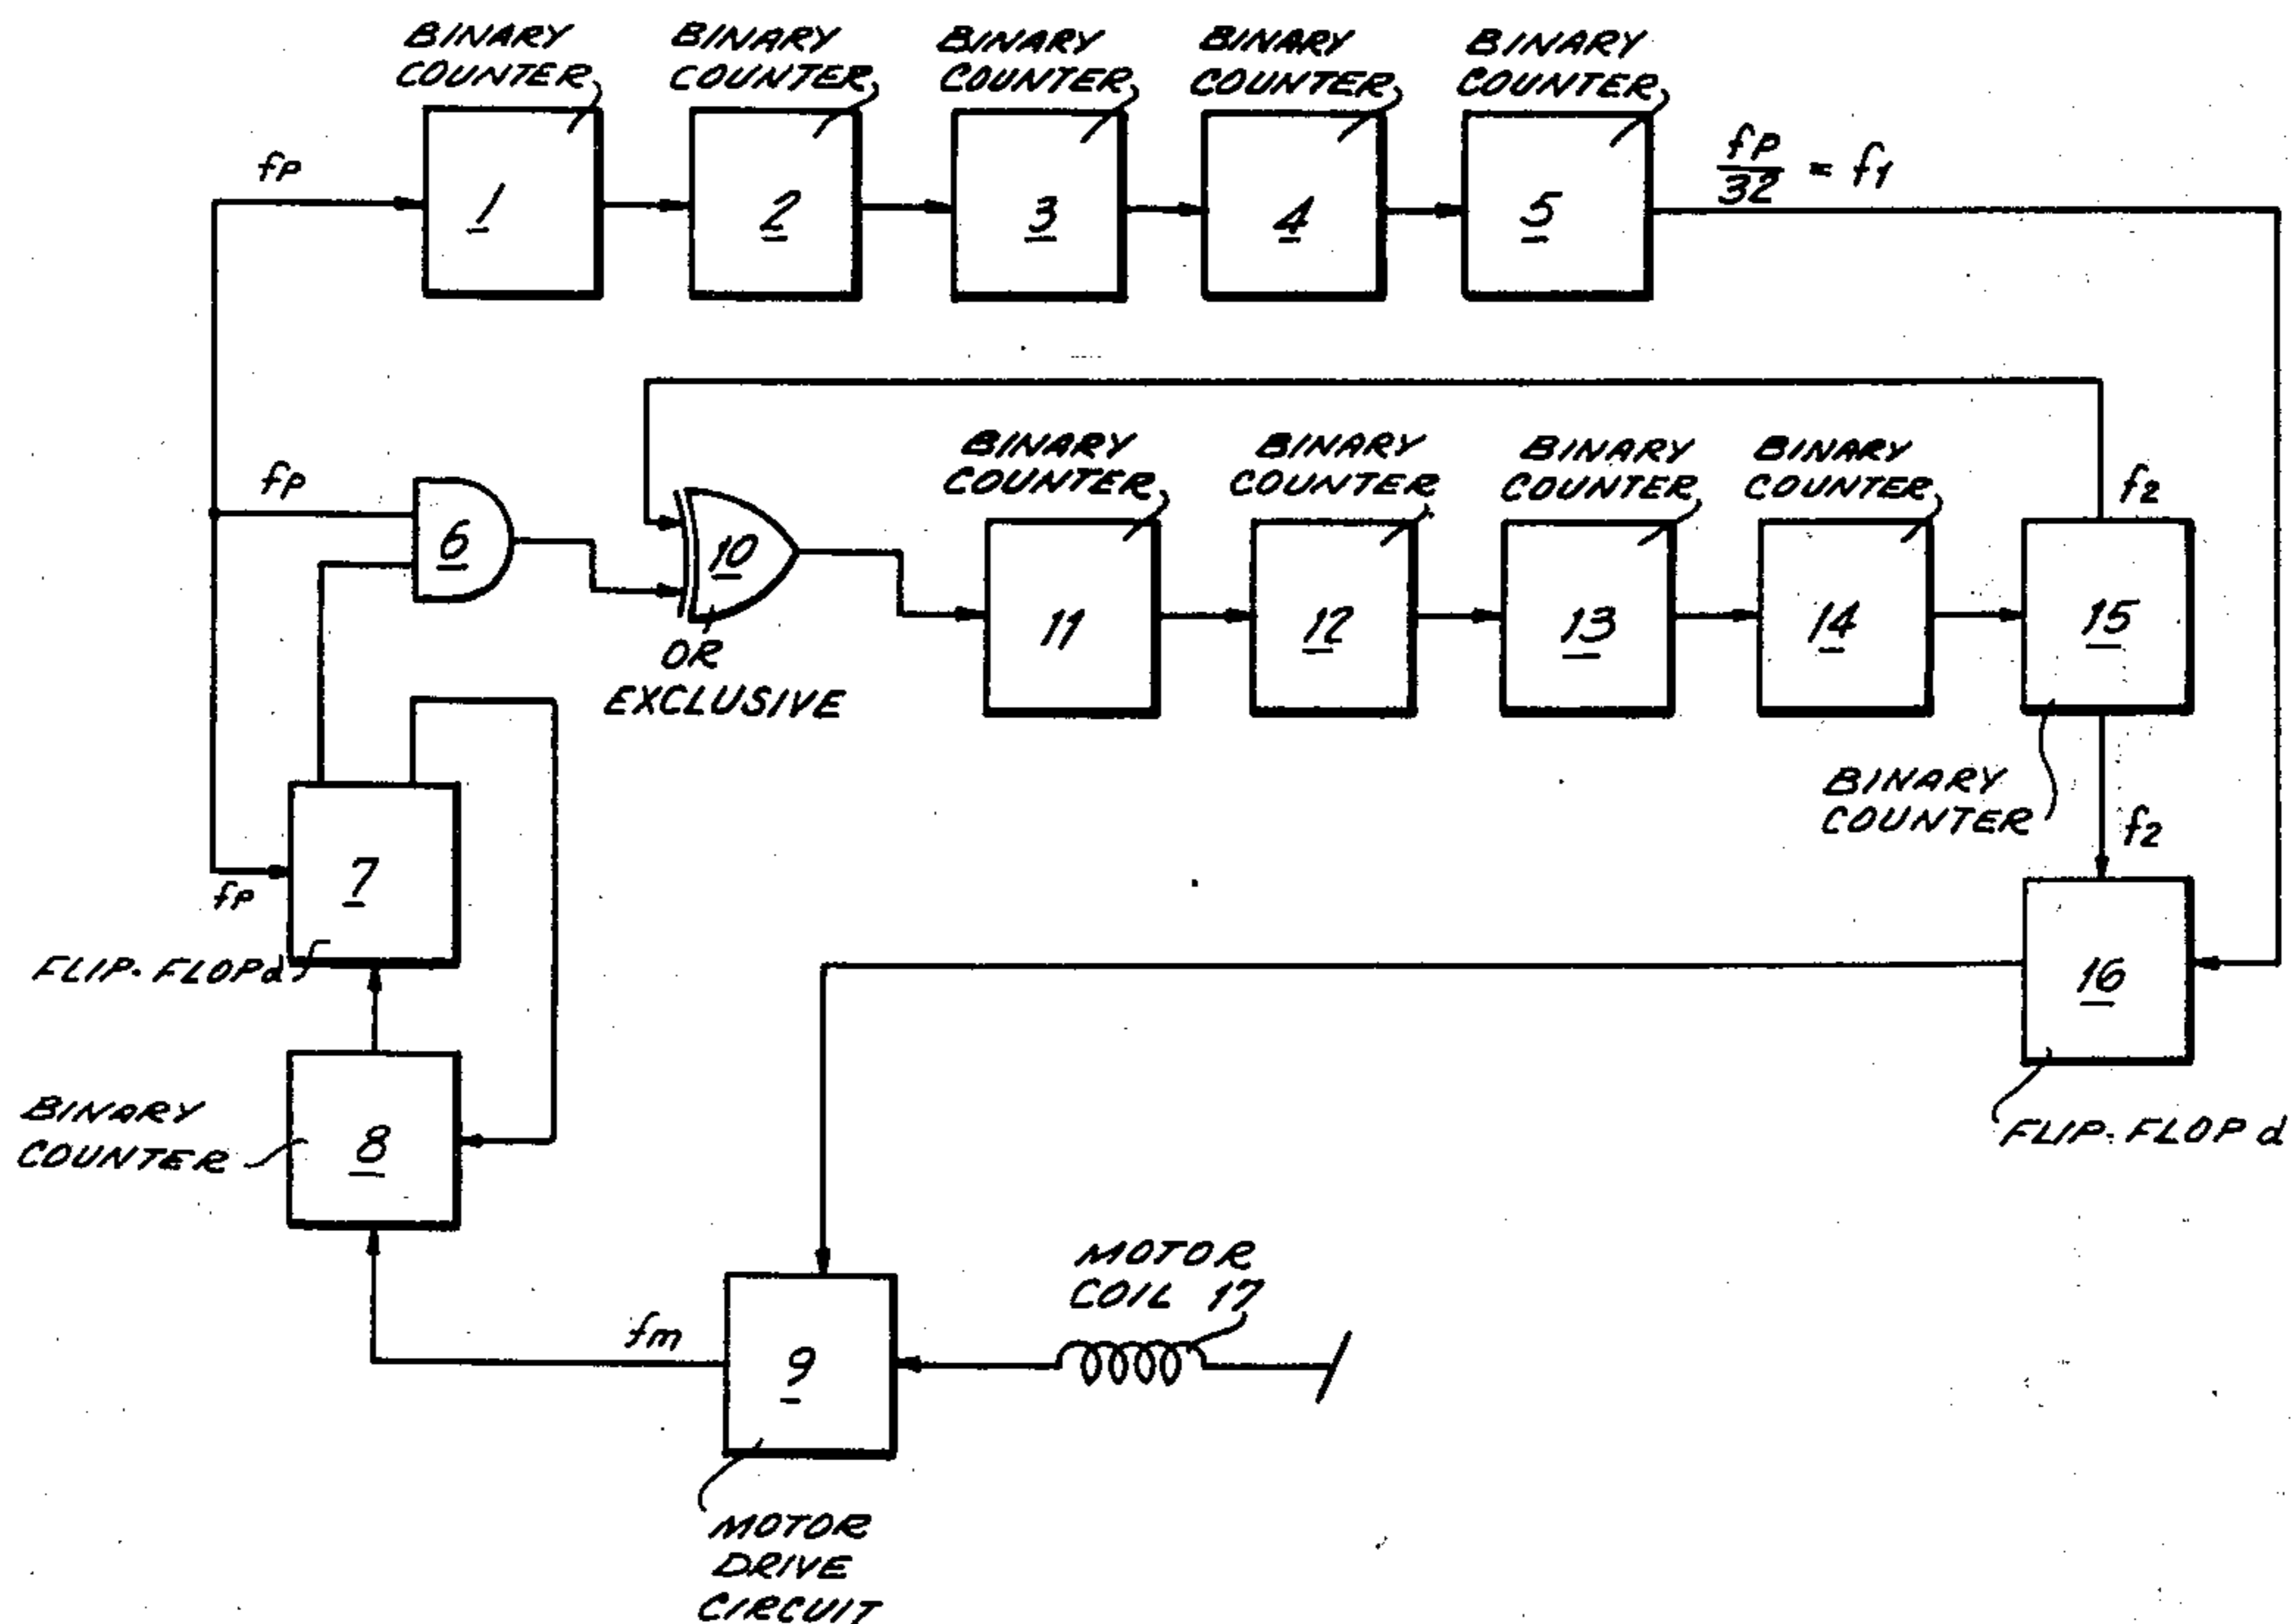 BINARY
COUNTER
BINARY
COUNTER
BINARY
COUNTER
BINARY
COUNTER
BINARY
COUNTER
fp
1
2
3
4
5
fp/32 = f1
fp
6
10
OR
EXCLUSIVE
BINARY
COUNTER
BINARY
COUNTER
BINARY
COUNTER
BINARY
COUNTER
f2
11
12
13
14
15
BINARY
COUNTER
f2
7
fp
FLIP-FLOP d
16
FLIP-FLOP d
BINARY
COUNTER
8
fm
9
MOTOR
COIL 17
MOTOR
DRIVE
CIRCUIT